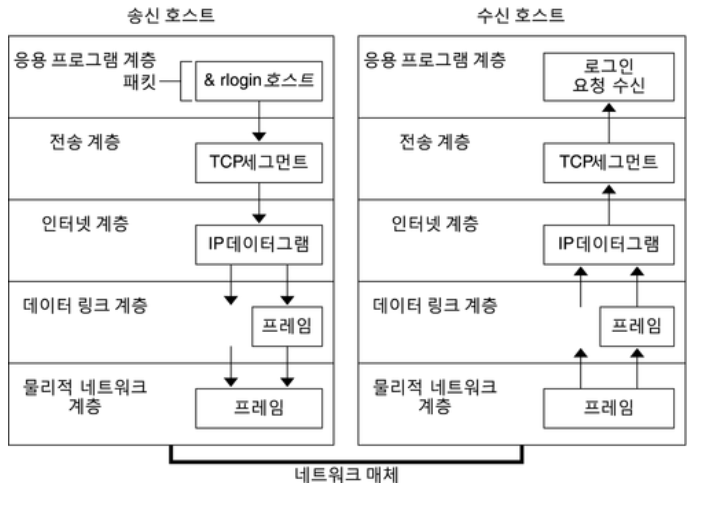 송신 호스트
응용 프로그램 계층
패킷
& rlogin 호스트
전송 계층
TCP세그먼트
인터넷 계층
IP데이터그램
데이터 링크 계층
프레임
물리적 네트워크
계층
프레임
수신 호스트
응용 프로그램 계층
로그인
요청 수신
전송 계층
TCP세그먼트
인터넷 계층
IP데이터그램
데이터 링크 계층
프레임
물리적 네트워크
계층
프레임
네트워크 매체